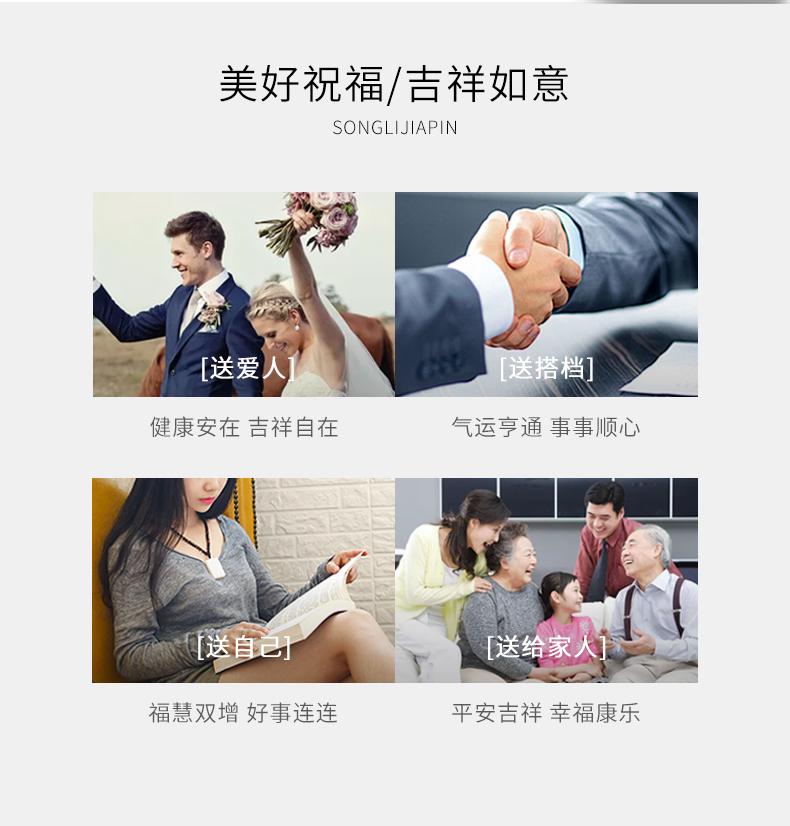 美好祝福/吉祥如意
SONGLIJIAPIN
[送爱人]
[送搭档]
健康安在 吉祥自在
气运亨通 事事顺心
[送自己]
[送给家人]
福慧双增 好事连连
平安吉祥 幸福康乐